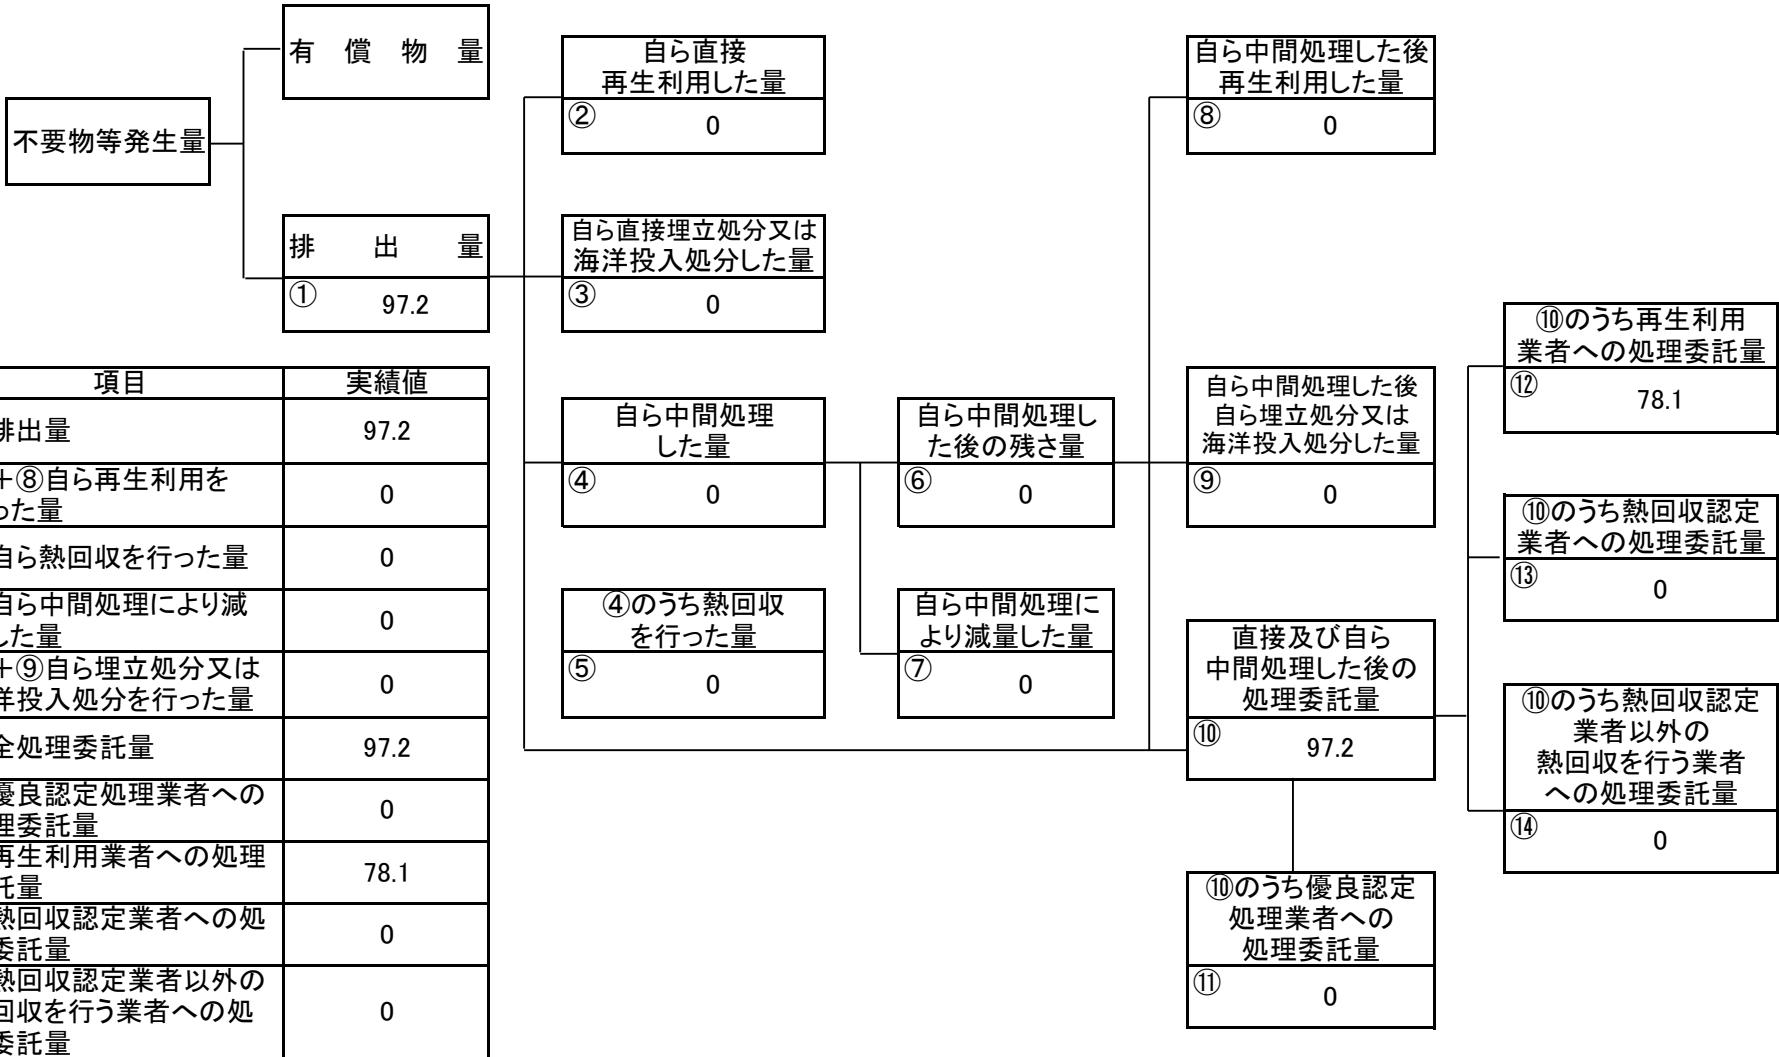 有償物量
不要物等発生量
排出量
① 97.2
自ら直接
再生利用した量
② 0
自ら直接埋立処分又は
海洋投入処分した量
③ 0
自ら中間処理
した量
④ 0
④のうち熱回収
を行った量
⑤ 0
自ら中間処理し
た後の残さ量
⑥ 0
自ら中間処理に
より減量した量
⑦ 0
自ら中間処理した後
再生利用した量
⑧ 0
自ら中間処理した後
自ら埋立処分又は
海洋投入処分した量
⑨ 0
直接及び自ら
中間処理した後の
処理委託量
⑩ 97.2
⑩のうち優良認定
処理業者への
処理委託量
⑪ 0
⑩のうち再生利用
業者への処理委託量
⑫ 78.1
⑩のうち熱回収認定
業者への処理委託量
⑬ 0
⑩のうち熱回収認定
業者以外の
熱回収を行う業者
への処理委託量
⑭ 0
項目 実績値
排出量 97.2
+⑧自ら再生利用を
った量 0
自ら熱回収を行った量 0
自ら中間処理により減
した量 0
+⑨自ら埋立処分又は
洋投入処分を行った量 0
全処理委託量 97.2
優良認定処理業者への
理委託量 0
再生利用業者への処理
託量 78.1
熱回収認定業者への処
委託量 0
熱回収認定業者以外の
回収を行う業者への処
委託量 0